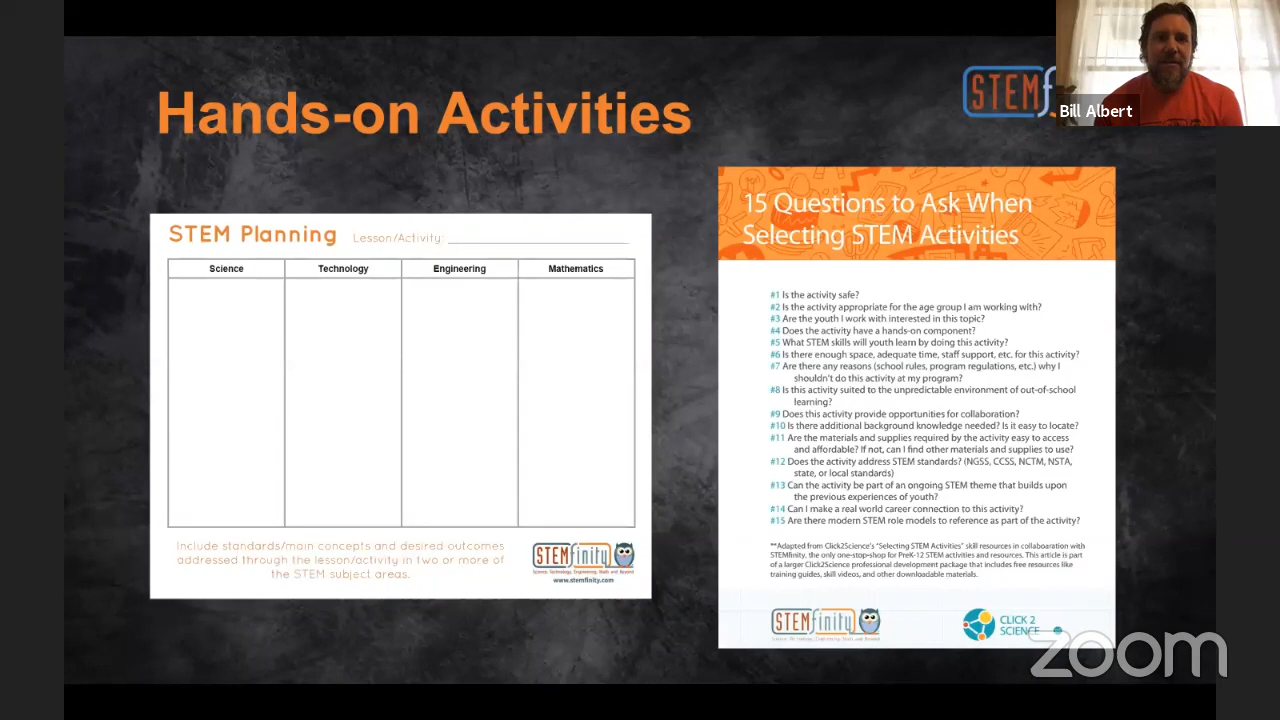 Hands-on Activities
STEMf
Bill Albert
STEM Planning Lesson/Activity:
Science Technology Engineering Mathematics
Include standards/main concepts and desired outcomes
addressed through the lesson/activity in two or more of
the STEM subject areas.
STEMfinity
Science, Technology, Engineering, Math and Beyond
www.stemfinity.com
15 Questions to Ask When
Selecting STEM Activities
#1 Is the activity safe?
#2 Is the activity appropriate for the age group I am working with?
#3 Are the youth I work with interested in this topic?
#4 Does the activity have a hands-on component?
#5 What STEM skills will youth learn by doing this activity?
#6 Is there enough space, adequate time, staff support, etc. for this activity?
#7 Are there any reasons (school rules, program regulations, etc.) why I
shouldn't do this activity at my program?
#8 Is this activity suited to the unpredictable environment of out-of-school
learning?
#9 Does this activity provide opportunities for collaboration?
#10 Is there additional background knowledge needed? Is it easy to locate?
#11 Are the materials and supplies required by the activity easy to access
and affordable? If not, can I find other materials and supplies to use?
#12 Does the activity address STEM standards? (NGSS, CCSS, NCTM, NSTA,
state, or local standards)
#13 Can the activity be part of an ongoing STEM theme that builds upon
the previous experiences of youth?
#14 Can I make a real world career connection to this activity?
#15 Are there modern STEM role models to reference as part of the activity?
**Adapted from Click2Science's "Selecting STEM Activities" skill resources in collaboaration with
STEMfinity, the only one-stop-shop for PreK-12 STEM activities and resources. This article is part
of a larger Click2Science professional development package that includes free resources like
training guides, skill videos, and other downloadable materials.
STEMfinity
Science, Technology, Engineering, Math and Beyond
CLICK 2
SCIENCE
zoom